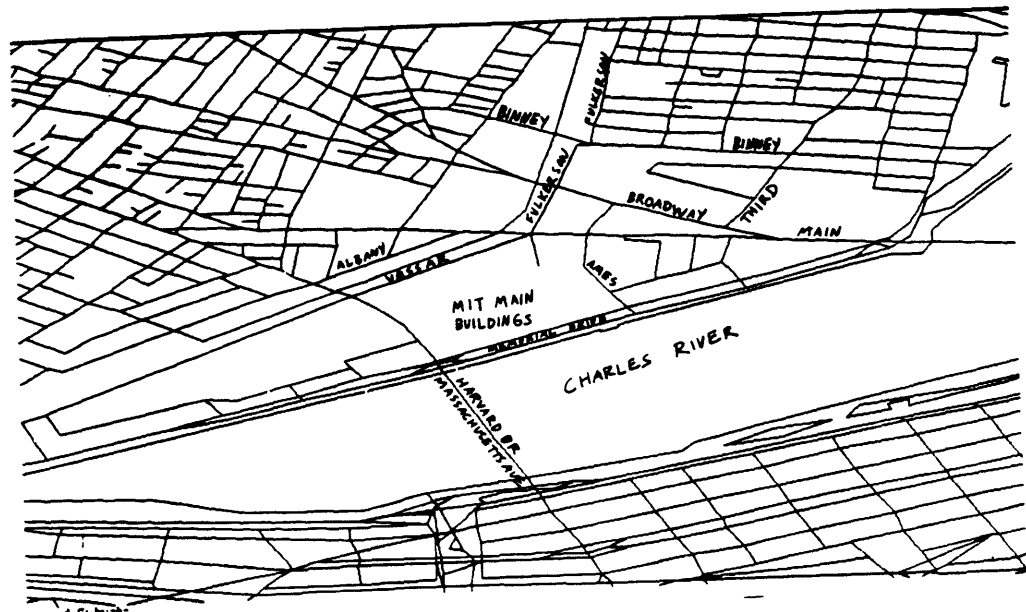 FULKERSON
BINNEY
BINNEY
FULKERSON
BROADWAY
THIRD
MAIN
ALBANY
VASSAR
AMES
MIT MAIN
BUILDINGS
MEMORIAL DRIVE
CHARLES RIVER
HARVARD BR
MASSACHUSETTS AVE